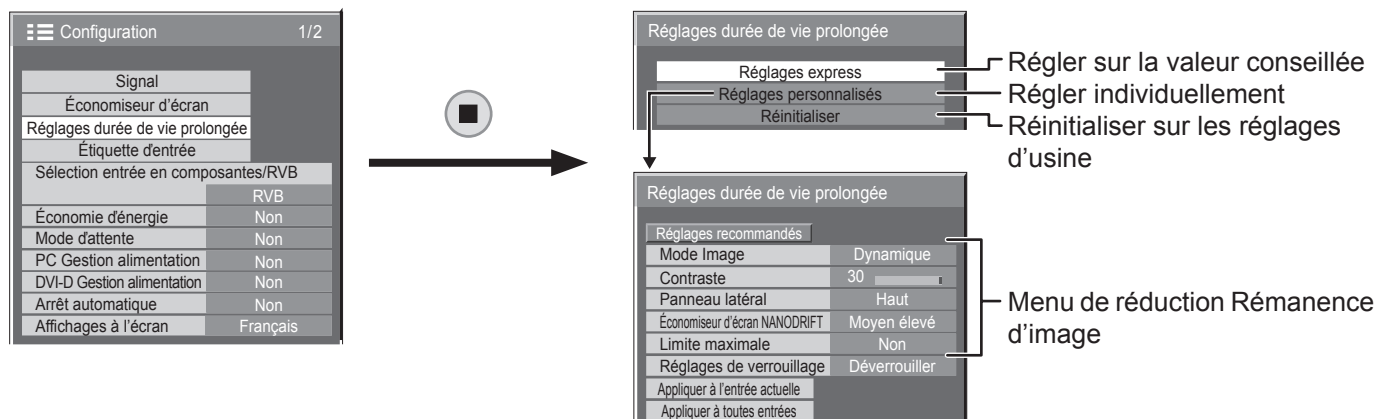 Configuration 1/2
Signal
Économiseur d'écran
Réglages durée de vie prolongée
Étiquette d'entrée
Sélection entrée en composantes/RVB
RVB
Économie d'énergie Non
Mode d'attente Non
PC Gestion alimentation Non
DVI-D Gestion alimentation Non
Arrêt automatique Non
Affichages à l'écran Français
Réglages durée de vie prolongée
Réglages express
Réglages personnalisés
Réinitialiser
Régler sur la valeur conseillée
Régler individuellement
Réinitialiser sur les réglages
d'usine
Réglages durée de vie prolongée
Réglages recommandés
Mode Image Dynamique
Contraste 30
Panneau latéral Haut
Économiseur d'écran NANODRIFT Moyen élevé
Limite maximale Non
Réglages de verrouillage Déverrouiller
Appliquer à l'entrée actuelle
Appliquer à toutes entrées
Menu de réduction Rémanence
d'image